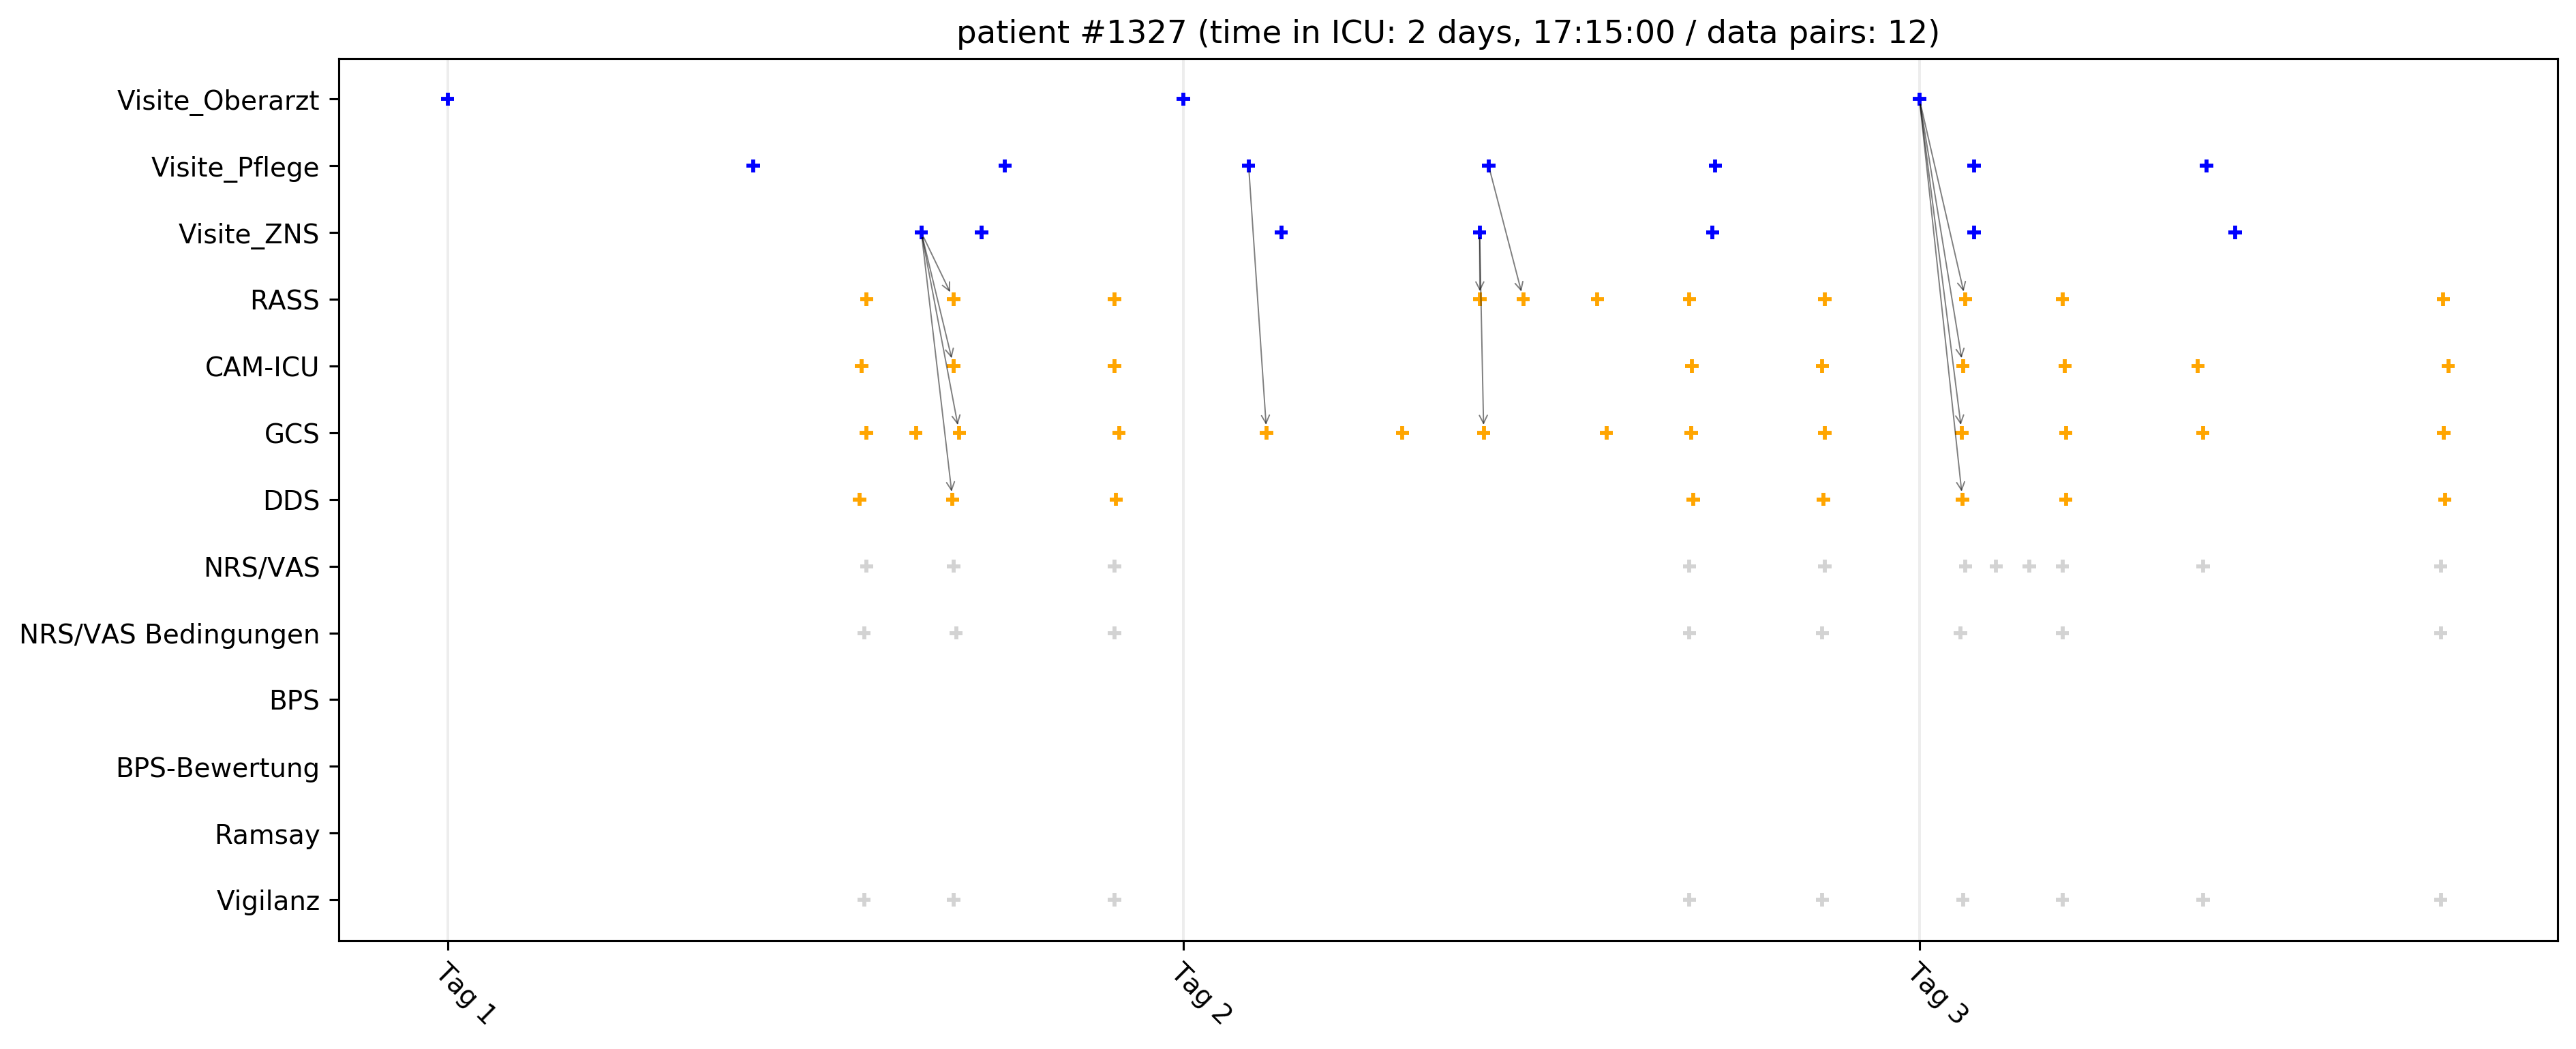 patient #1327 (time in ICU: 2 days, 17:15:00 / data pairs: 12)
Visite_Oberarzt
Visite_Pflege
Visite_ZNS
RASS
CAM-ICU
GCS
DDS
NRS/VAS
NRS/VAS Bedingungen
BPS
BPS-Bewertung
Ramsay
Vigilanz
Tag 1
Tag 2
Tag 3